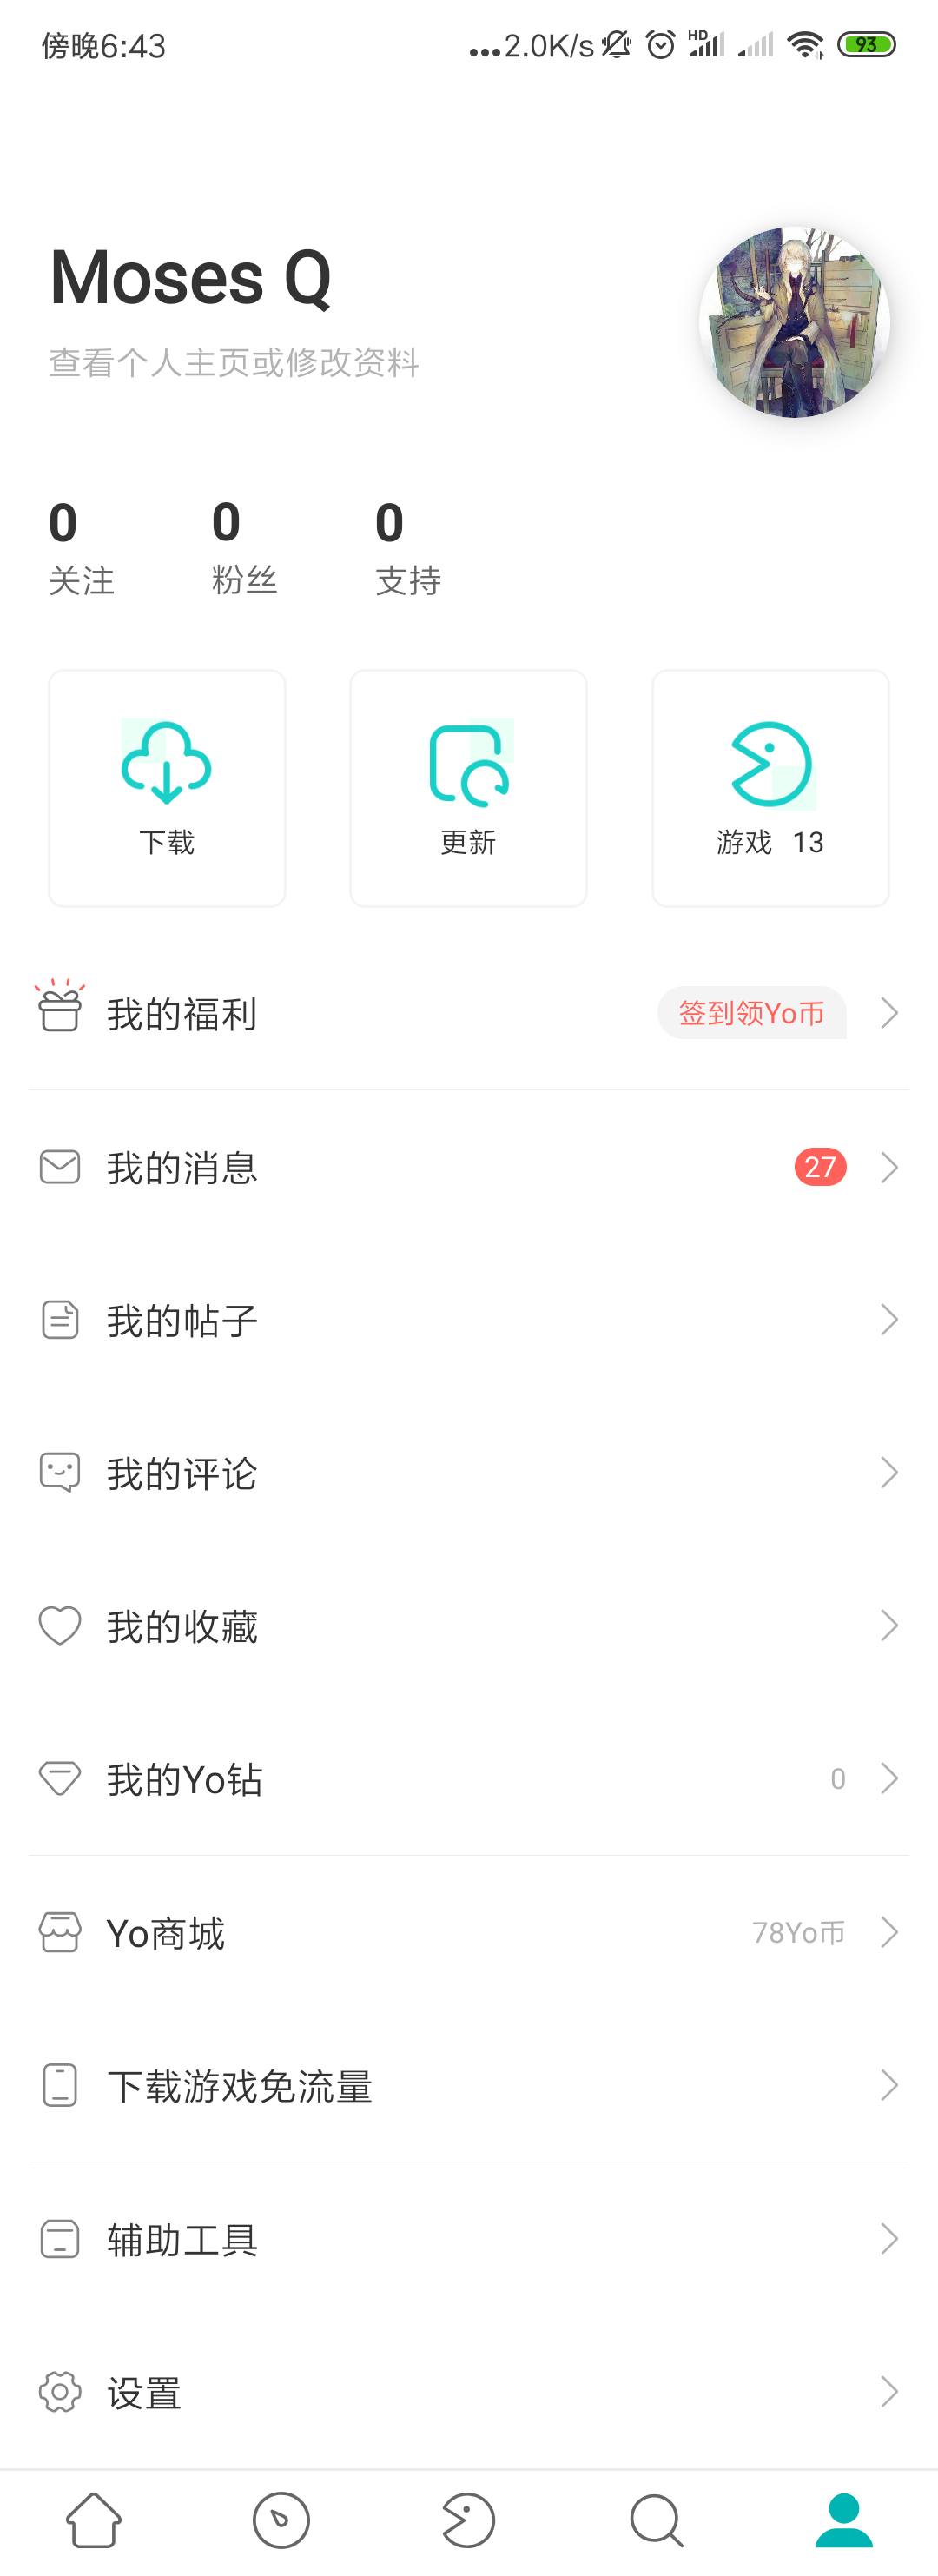 傍晚6:43 ...2.0K/s HD 93
Moses Q
查看个人主页或修改资料
0 0 0
关注 粉丝 支持
下载 更新 游戏 13
我的福利 签到领Yo币
我的消息 27
我的帖子
我的评论
我的收藏
我的Yo钻 0
Yo商城 78Yo币
下载游戏免流量
辅助工具
设置